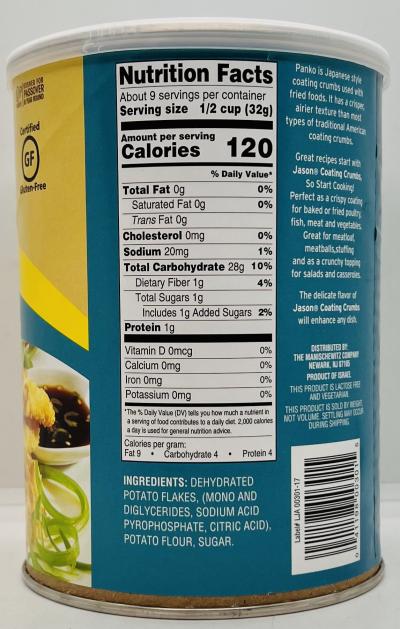 KOSHER FOR
PASSOVER
& YEAR ROUND
Certified
GF
Gluten-Free
Nutrition Facts
About 9 servings per container
Serving size 1/2 cup (32g)
Amount per serving
Calories 120
% Daily Value*
Total Fat 0g 0%
Saturated Fat 0g 0%
Trans Fat 0g
Cholesterol 0mg 0%
Sodium 20mg 1%
Total Carbohydrate 28g 10%
Dietary Fiber 1g 4%
Total Sugars 1g
Includes 1g Added Sugars 2%
Protein 1g
Vitamin D 0mcg 0%
Calcium 0mg 0%
Iron 0mg 0%
Potassium 0mg 0%
*The % Daily Value (DV) tells you how much a nutrient in
a serving of food contributes to a daily diet. 2,000 calories
a day is used for general nutrition advice.
Calories per gram:
Fat 9 • Carbohydrate 4 • Protein 4
INGREDIENTS: DEHYDRATED
POTATO FLAKES, (MONO AND
DIGLYCERIDES, SODIUM ACID
PYROPHOSPHATE, CITRIC ACID),
POTATO FLOUR, SUGAR.
Panko is Japanese style
coating crumbs used with
fried foods. It has a crisper,
airier texture than most
types of traditional American
coating crumbs.
Great recipes start with
Jason® Coating Crumbs,
So Start Cooking!
Perfect as a crispy coating
for baked or fried poultry,
fish, meat and vegetables.
Great for meatloaf,
meatballs,stuffing
and as a crunchy topping
for salads and casseroles.
The delicate flavor of
Jason® Coating Crumbs
will enhance any dish.
DISTRIBUTED BY:
THE MANISCHEWITZ COMPANY
NEWARK, NJ 07105
PRODUCT OF ISRAEL
THIS PRODUCT IS LACTOSE FREE
AND VEGETARIAN.
THIS PRODUCT IS SOLD BY WEIGHT,
NOT VOLUME. SETTLING MAY OCCUR
DURING SHIPPING.
Label# LJA 00301-17